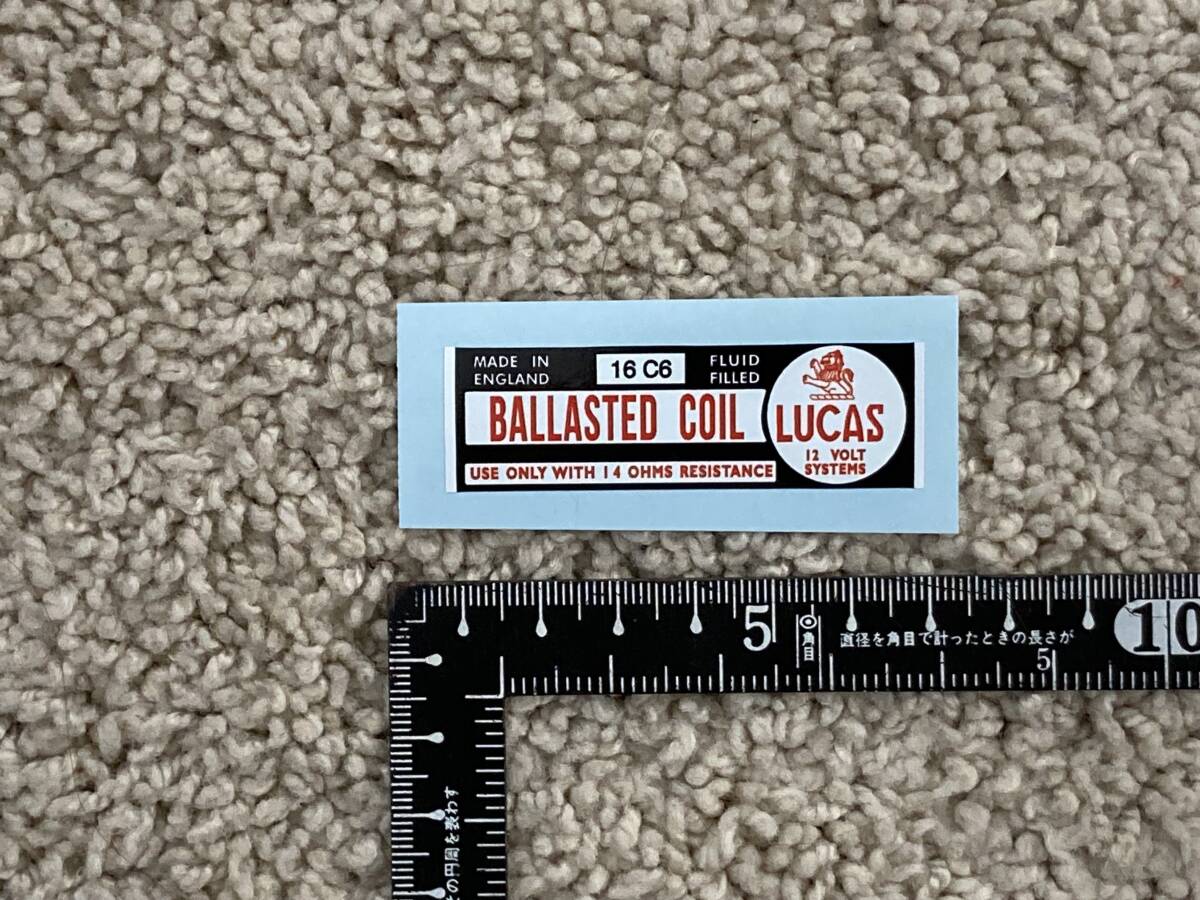 MADE IN
ENGLAND
16 C6
FLUID
FILLED
BALLASTED COIL
USE ONLY WITH 14 OHMS RESISTANCE
LUCAS
12 VOLT
SYSTEMS
5
角目
直径を角目で計ったときの長さが
10
5
の円周を表わす